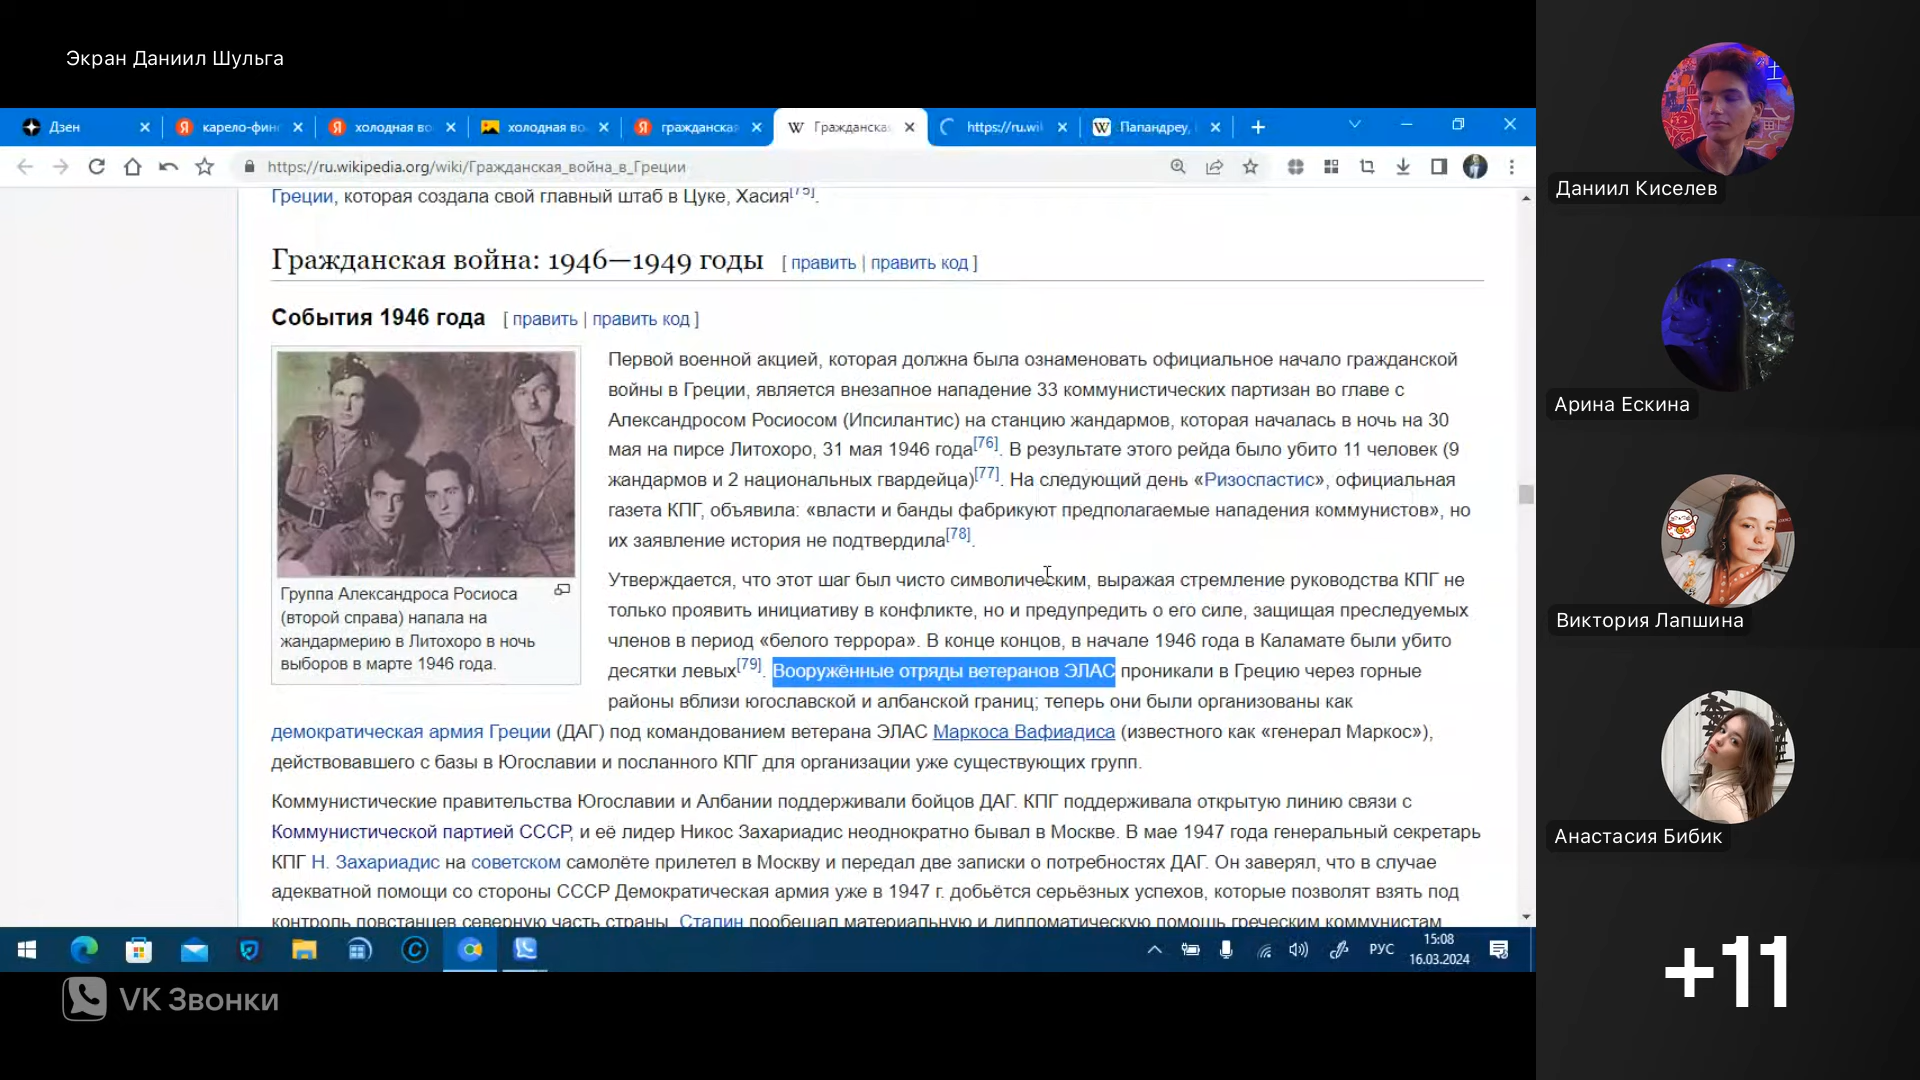 Экран Даниил Шульга
Дзен
карело-фин
холодная во
холодная во
гражданска
Гражданска
https://ru.wi
Папандреу,
https://ru.wikipedia.org/wiki/Гражданская_война_в_Греции
Греции, которая создала свой главный штаб в Цуке, Хасия[75].
Гражданская война: 1946—1949 годы [ править | править код ]
События 1946 года [ править | править код ]
Первой военной акцией, которая должна была ознаменовать официальное начало гражданской
войны в Греции, является внезапное нападение 33 коммунистических партизан во главе с
Александросом Росиосом (Ипсилантис) на станцию жандармов, которая началась в ночь на 30
мая на пирсе Литохоро, 31 мая 1946 года[76]. В результате этого рейда было убито 11 человек (9
жандармов и 2 национальных гвардейца)[77]. На следующий день «Ризоспастис», официальная
газета КПГ, объявила: «власти и банды фабрикуют предполагаемые нападения коммунистов», но
их заявление история не подтвердила[78].
Группа Александроса Росиоса
(второй справа) напала на
жандармерию в Литохоро в ночь
выборов в марте 1946 года.
Утверждается, что этот шаг был чисто символическим, выражая стремление руководства КПГ не
только проявить инициативу в конфликте, но и предупредить о его силе, защищая преследуемых
членов в период «белого террора». В конце концов, в начале 1946 года в Каламате были убито
десятки левых[79]. Вооружённые отряды ветеранов ЭЛАС проникали в Грецию через горные
районы вблизи югославской и албанской границ; теперь они были организованы как
демократическая армия Греции (ДАГ) под командованием ветерана ЭЛАС Маркоса Вафиадиса (известного как «генерал Маркос»),
действовавшего с базы в Югославии и посланного КПГ для организации уже существующих групп.
Коммунистические правительства Югославии и Албании поддерживали бойцов ДАГ. КПГ поддерживала открытую линию связи с
Коммунистической партией СССР, и её лидер Никос Захариадис неоднократно бывал в Москве. В мае 1947 года генеральный секретарь
КПГ Н. Захариадис на советском самолёте прилетел в Москву и передал две записки о потребностях ДАГ. Он заверял, что в случае
адекватной помощи со стороны СССР Демократическая армия уже в 1947 г. добьётся серьёзных успехов, которые позволят взять под
контроль повстанцев северную часть страны. Сталин пообещал материальную и дипломатическую помощь греческим коммунистам
РУС
15:08
16.03.2024
VK Звонки
Даниил Киселев
Арина Ескина
Виктория Лапшина
Анастасия Бибик
+11